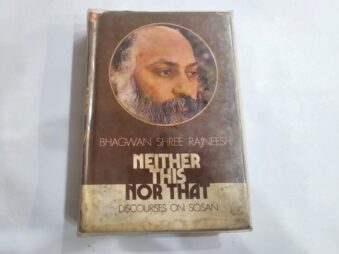 BHAGWAN SHREE RAJNEESH
NEITHER
THIS
NOR THAT
DISCOURSES ON SOSAN